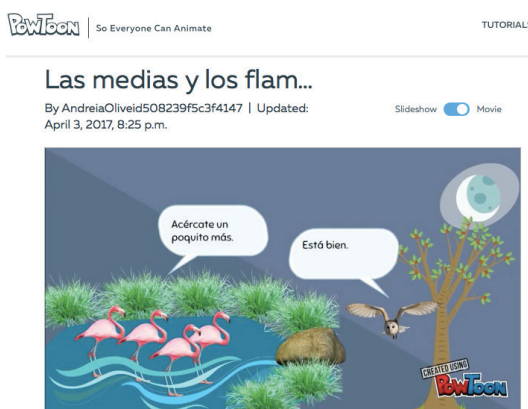 POWTOON
So Everyone Can Animate
TUTORIALS
Las medias y los flam...
By AndreiaOliveid508239f5c3f4147 | Updated:
April 3, 2017, 8:25 p.m.
Slideshow
Movie
Acércate un
poquito más.
Está bien.
CREATED USING
POWTOON